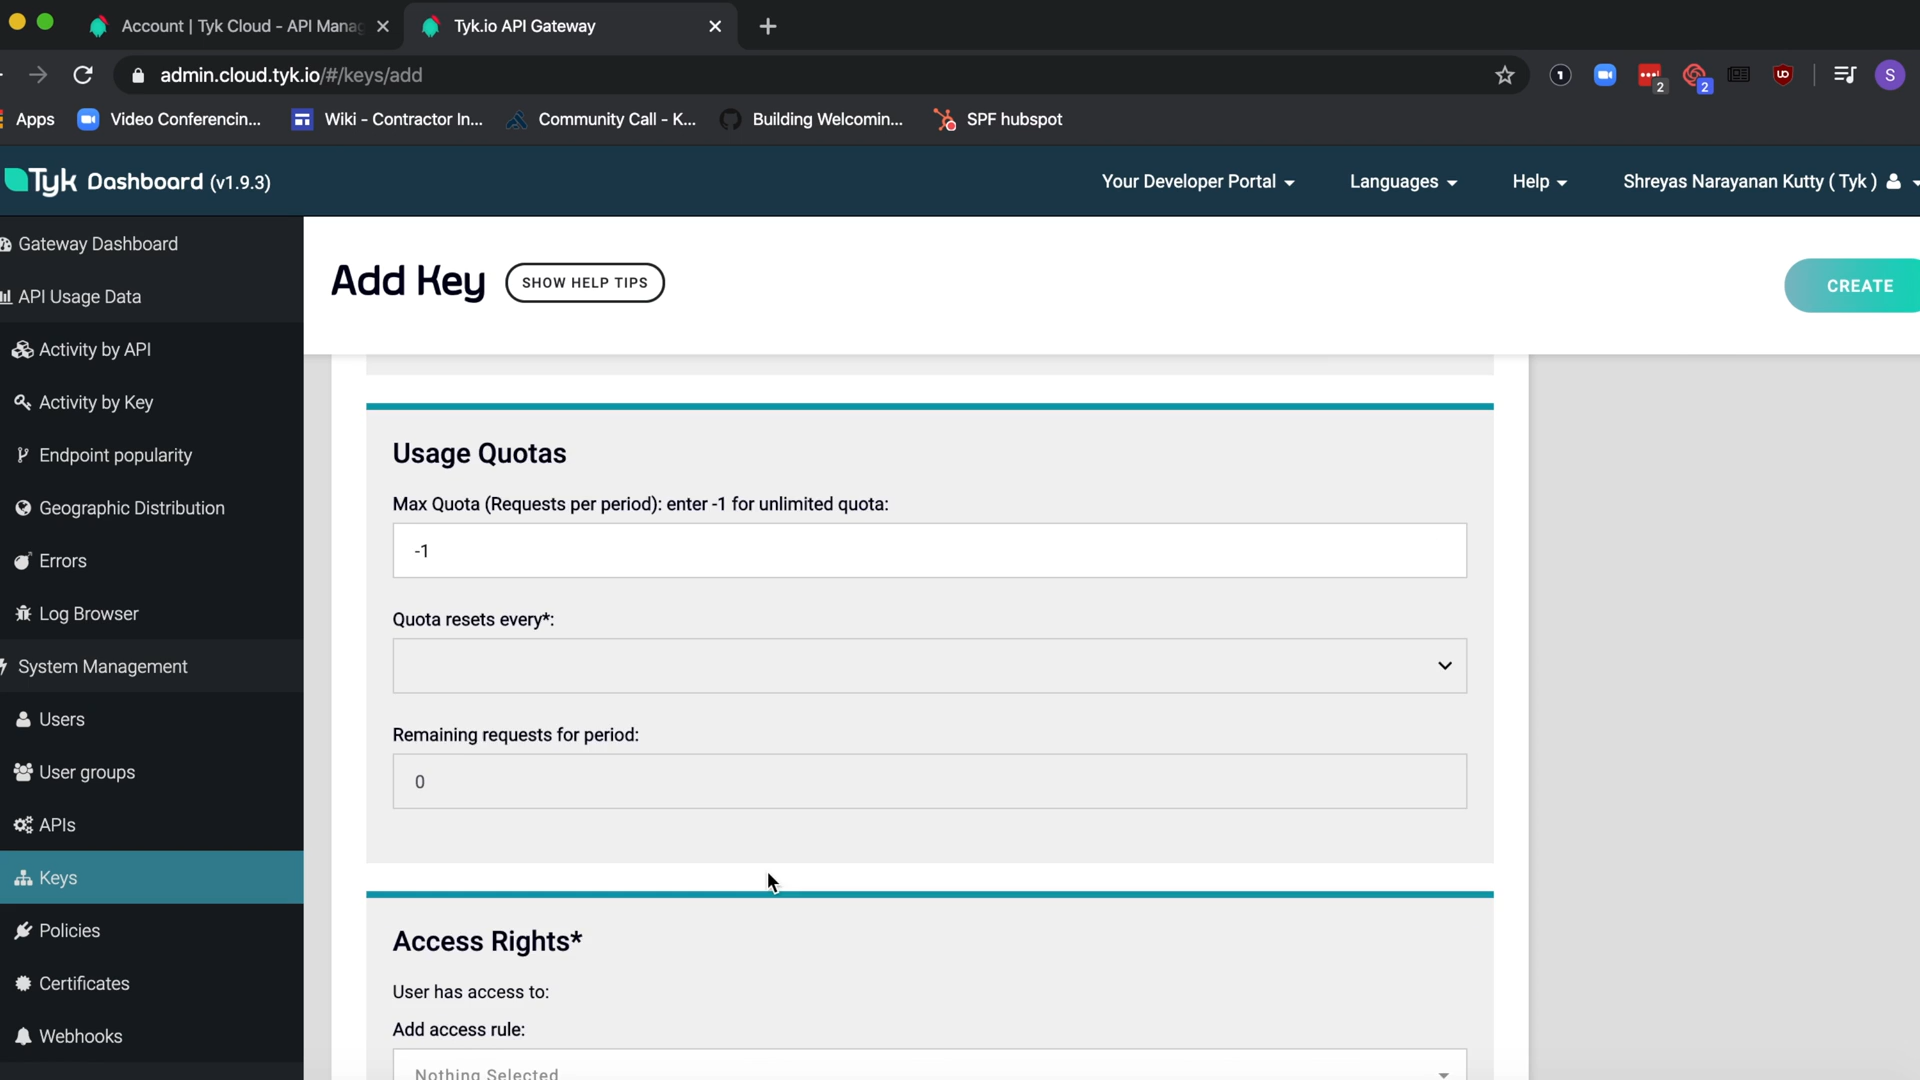 Account | Tyk Cloud - API Manag
Tyk.io API Gateway
admin.cloud.tyk.io/#/keys/add
1
2
2
UO
S
Apps
Video Conferencin...
Wiki - Contractor In...
Community Call - K...
Building Welcomin...
SPF hubspot
Tyk Dashboard (v1.9.3)
Your Developer Portal
Languages
Help
Shreyas Narayanan Kutty ( Tyk )
Gateway Dashboard
API Usage Data
Activity by API
Activity by Key
Endpoint popularity
Geographic Distribution
Errors
Log Browser
System Management
Users
User groups
APIs
Keys
Policies
Certificates
Webhooks
Add Key
SHOW HELP TIPS
CREATE
Usage Quotas
Max Quota (Requests per period): enter -1 for unlimited quota:
-1
Quota resets every*:
Remaining requests for period:
0
Access Rights*
User has access to:
Add access rule:
Nothing Selected